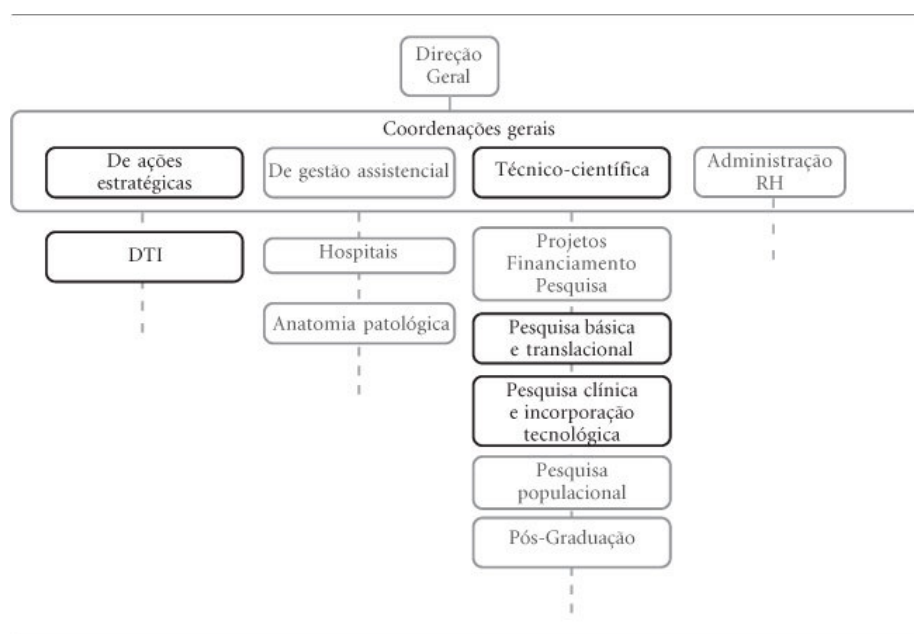 Direção
Geral
Coordenações gerais
De ações
estratégicas
De gestão assistencial
Técnico-científica
Administração
RH
DTI
Hospitais
Anatomia patológica
Projetos
Financiamento
Pesquisa
Pesquisa básica
e translacional
Pesquisa clínica
e incorporação
tecnológica
Pesquisa
populacional
Pós-Graduação